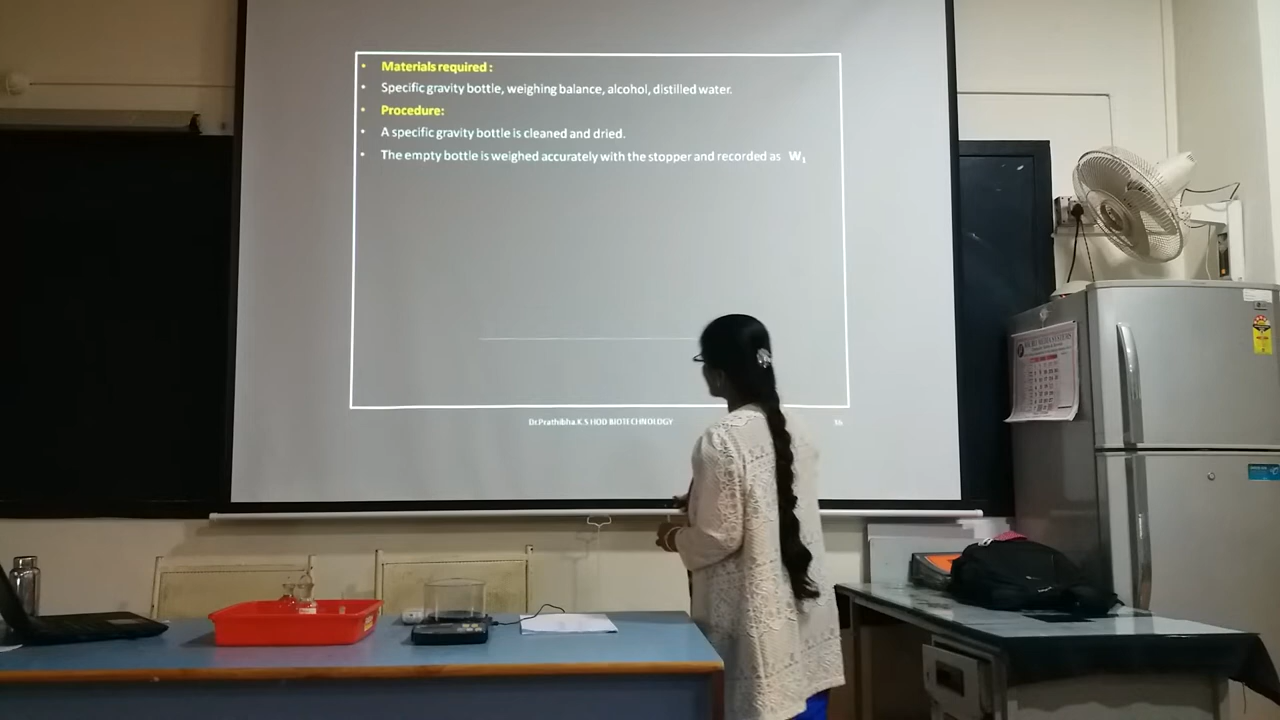 Materials required :
Specific gravity bottle, weighing balance, alcohol, distilled water.
Procedure:
A specific gravity bottle is cleaned and dried.
The empty bottle is weighed accurately with the stopper and recorded as W₁
Dr.Prathibha.K.S HOD BIOTECHNOLOGY